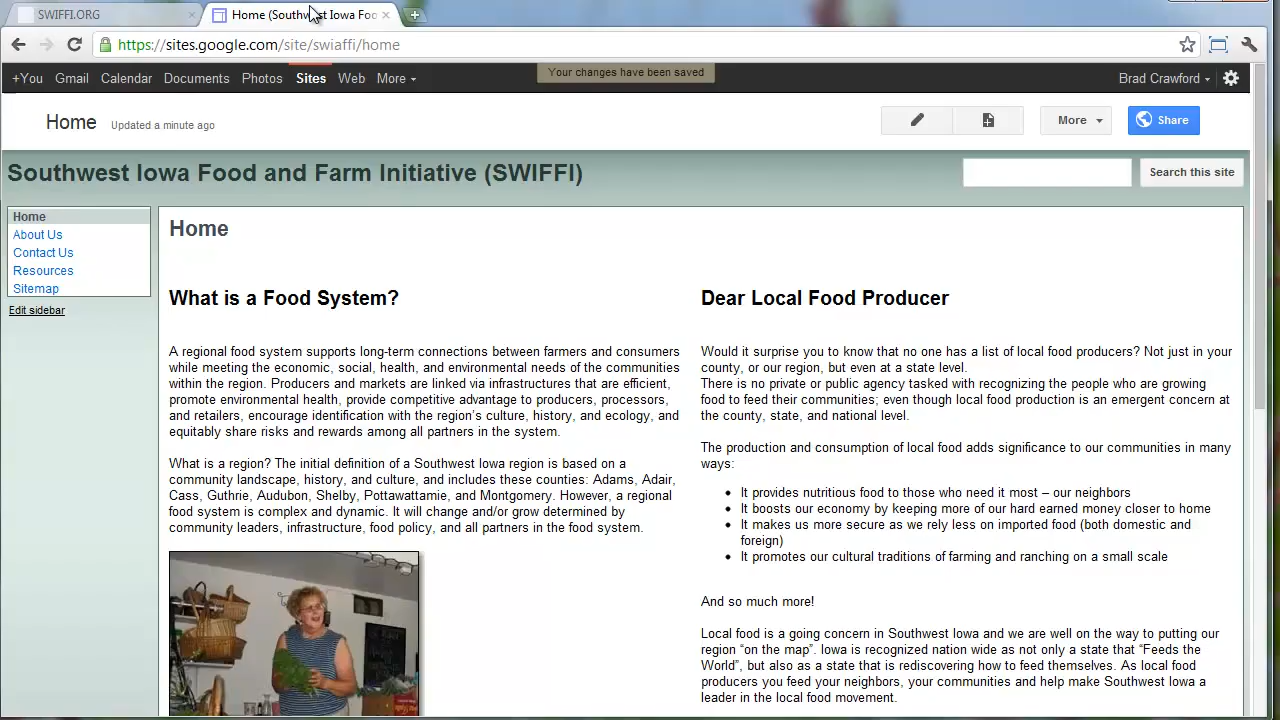 SWIFFI.ORG
Home (Southwest Iowa Foo
https://sites.google.com/site/swiaffi/home
+You Gmail Calendar Documents Photos Sites Web More
Your changes have been saved
Brad Crawford
Home Updated a minute ago
More
Share
Southwest Iowa Food and Farm Initiative (SWIFFI)
Search this site
Home
About Us
Contact Us
Resources
Sitemap
Edit sidebar
Home
What is a Food System?
A regional food system supports long-term connections between farmers and consumers
while meeting the economic, social, health, and environmental needs of the communities
within the region. Producers and markets are linked via infrastructures that are efficient,
promote environmental health, provide competitive advantage to producers, processors,
and retailers, encourage identification with the region's culture, history, and ecology, and
equitably share risks and rewards among all partners in the system.
What is a region? The initial definition of a Southwest Iowa region is based on a
community landscape, history, and culture, and includes these counties: Adams, Adair,
Cass, Guthrie, Audubon, Shelby, Pottawattamie, and Montgomery. However, a regional
food system is complex and dynamic. It will change and/or grow determined by
community leaders, infrastructure, food policy, and all partners in the food system.
Dear Local Food Producer
Would it surprise you to know that no one has a list of local food producers? Not just in your
county, or our region, but even at a state level.
There is no private or public agency tasked with recognizing the people who are growing
food to feed their communities; even though local food production is an emergent concern at
the county, state, and national level.
The production and consumption of local food adds significance to our communities in many
ways:
• It provides nutritious food to those who need it most – our neighbors
• It boosts our economy by keeping more of our hard earned money closer to home
• It makes us more secure as we rely less on imported food (both domestic and
foreign)
• It promotes our cultural traditions of farming and ranching on a small scale
And so much more!
Local food is a going concern in Southwest Iowa and we are well on the way to putting our
region “on the map”. Iowa is recognized nation wide as not only a state that “Feeds the
World”, but also as a state that is rediscovering how to feed themselves. As local food
producers you feed your neighbors, your communities and help make Southwest Iowa a
leader in the local food movement.